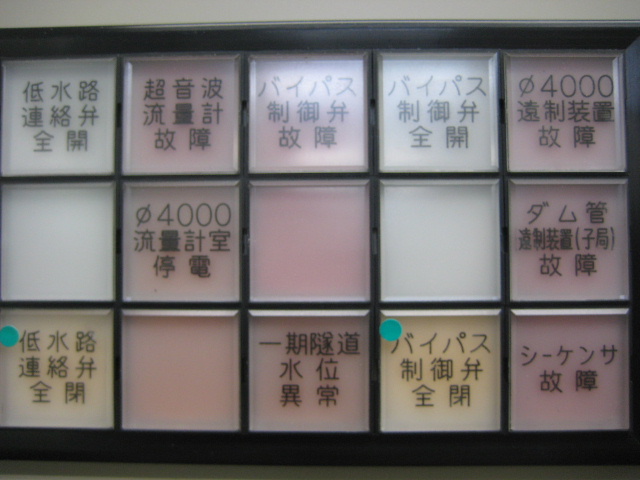 低水路
連絡弁
全開
超音波
流量計
故障
バイパス
制御弁
故障
バイパス
制御弁
全開
φ4000
遠制装置
故障
φ4000
流量計室
停電
ダム管
遠制装置(子局)
故障
低水路
連絡弁
全閉
一期隧道
水位
異常
バイパス
制御弁
全閉
シーケンサ
故障